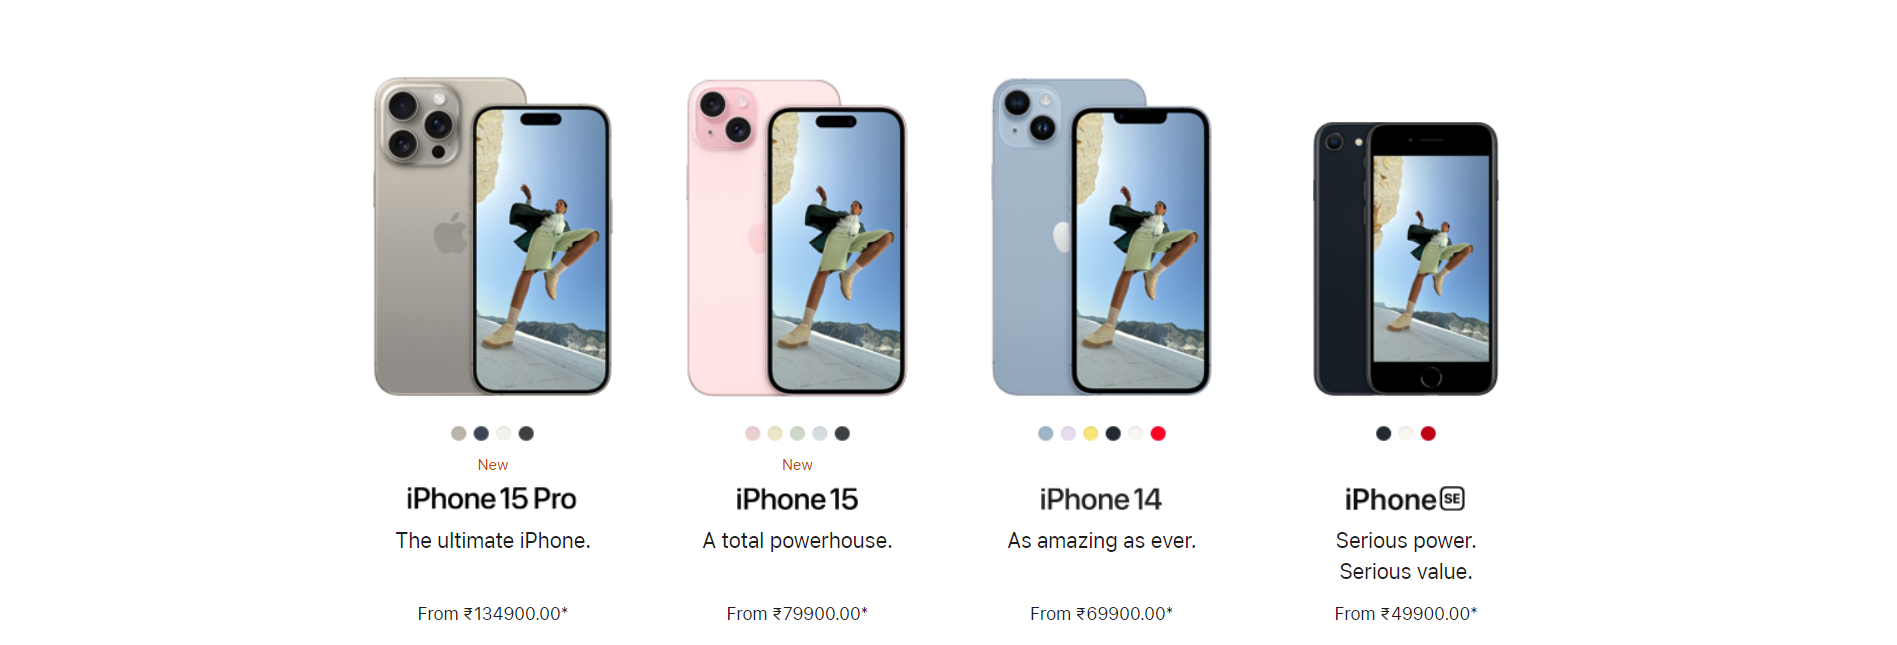 New
iPhone 15 Pro
The ultimate iPhone.
From ₹134900.00*
New
iPhone 15
A total powerhouse.
From ₹79900.00*
iPhone 14
As amazing as ever.
From ₹69900.00*
iPhone SE
Serious power.
Serious value.
From ₹49900.00*